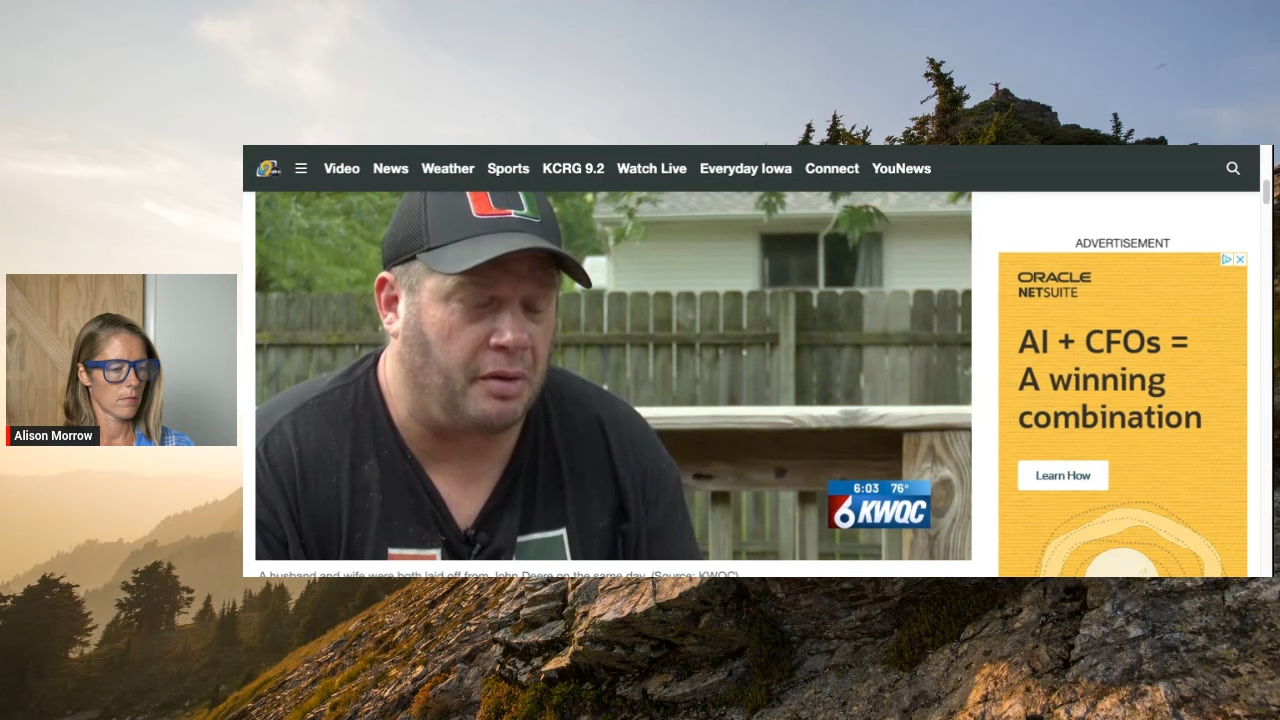 Video News Weather Sports KCRG 9.2 Watch Live Everyday Iowa Connect YouNews
ADVERTISEMENT
ORACLE
NETSUITE
AI + CFOs =
A winning
combination
Learn How
Alison Morrow
6:03 76°
6 KWQC
A husband and wife were both laid off from John Deere on the same day. (Source: KWQC)